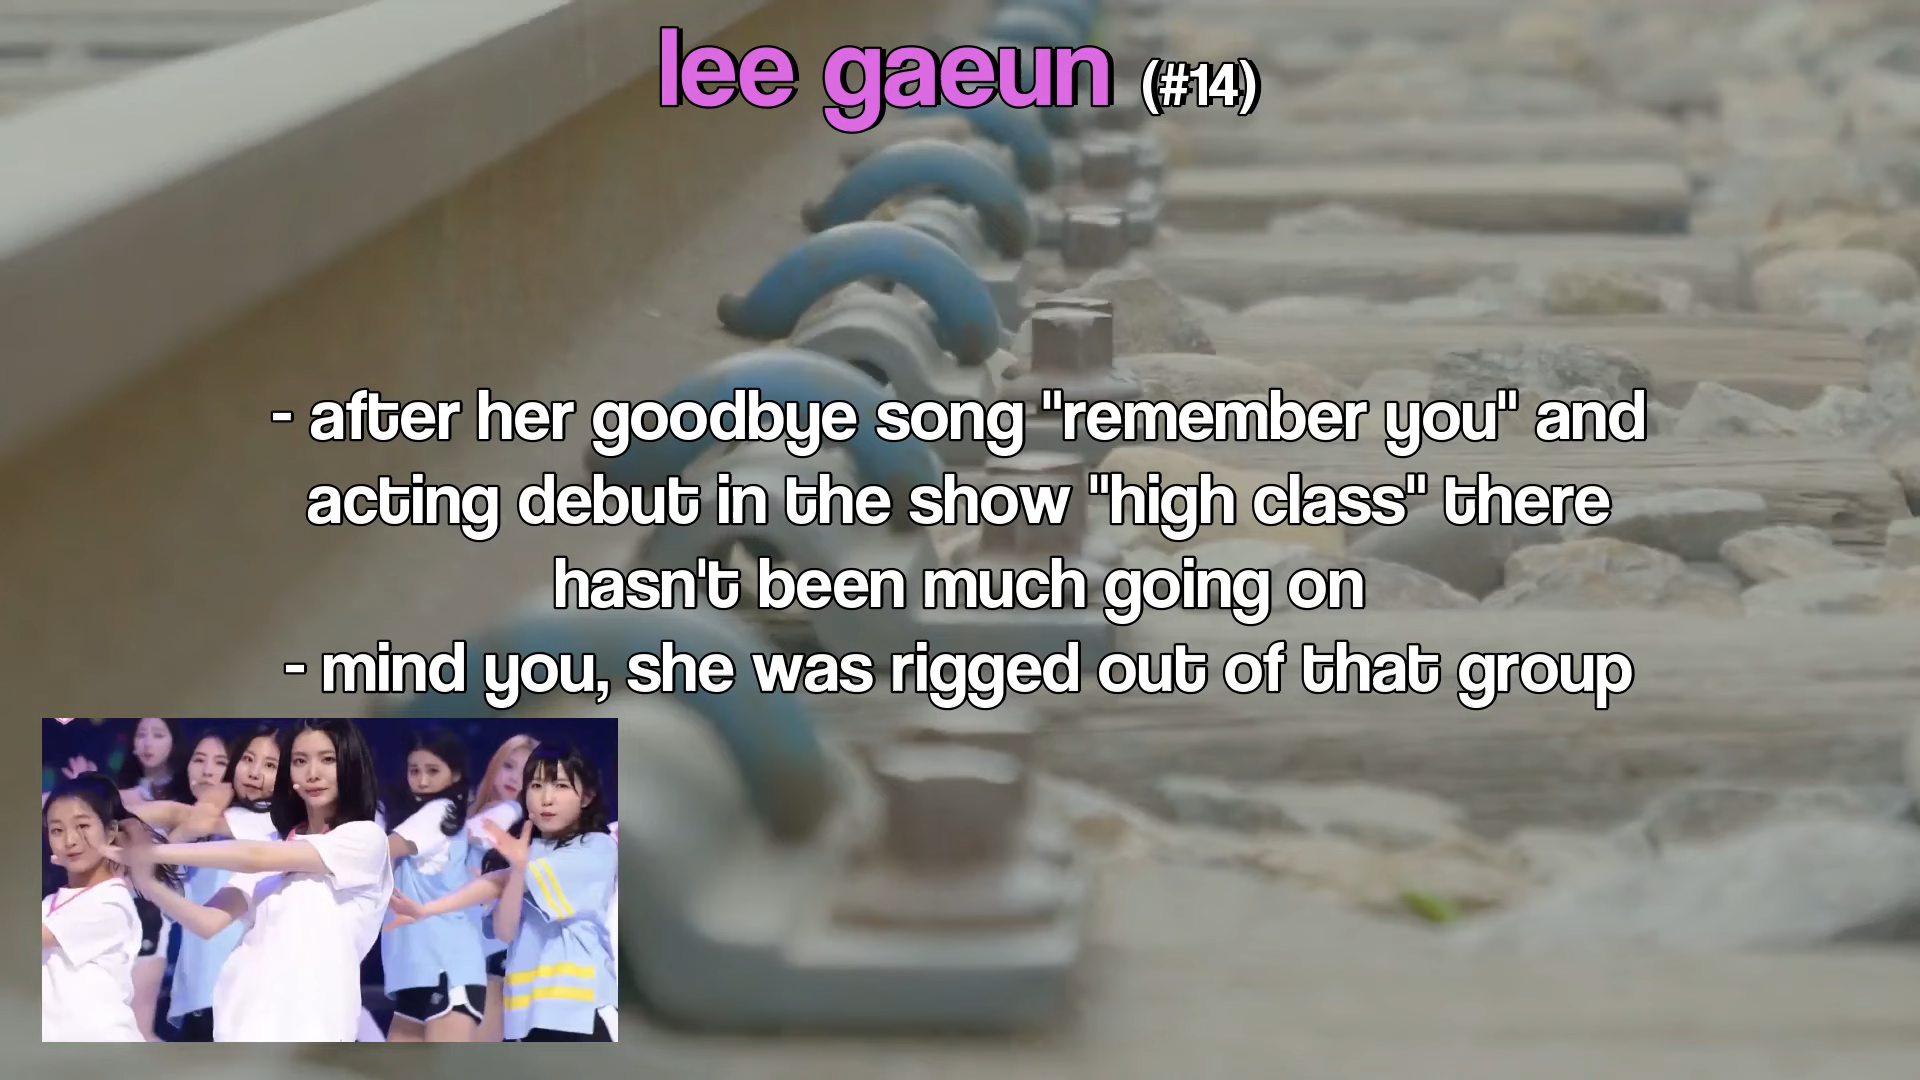 lee gaeun (#14)
- after her goodbye song "remember you" and
acting debut in the show "high class" there
hasn't been much going on
- mind you, she was rigged out of that group